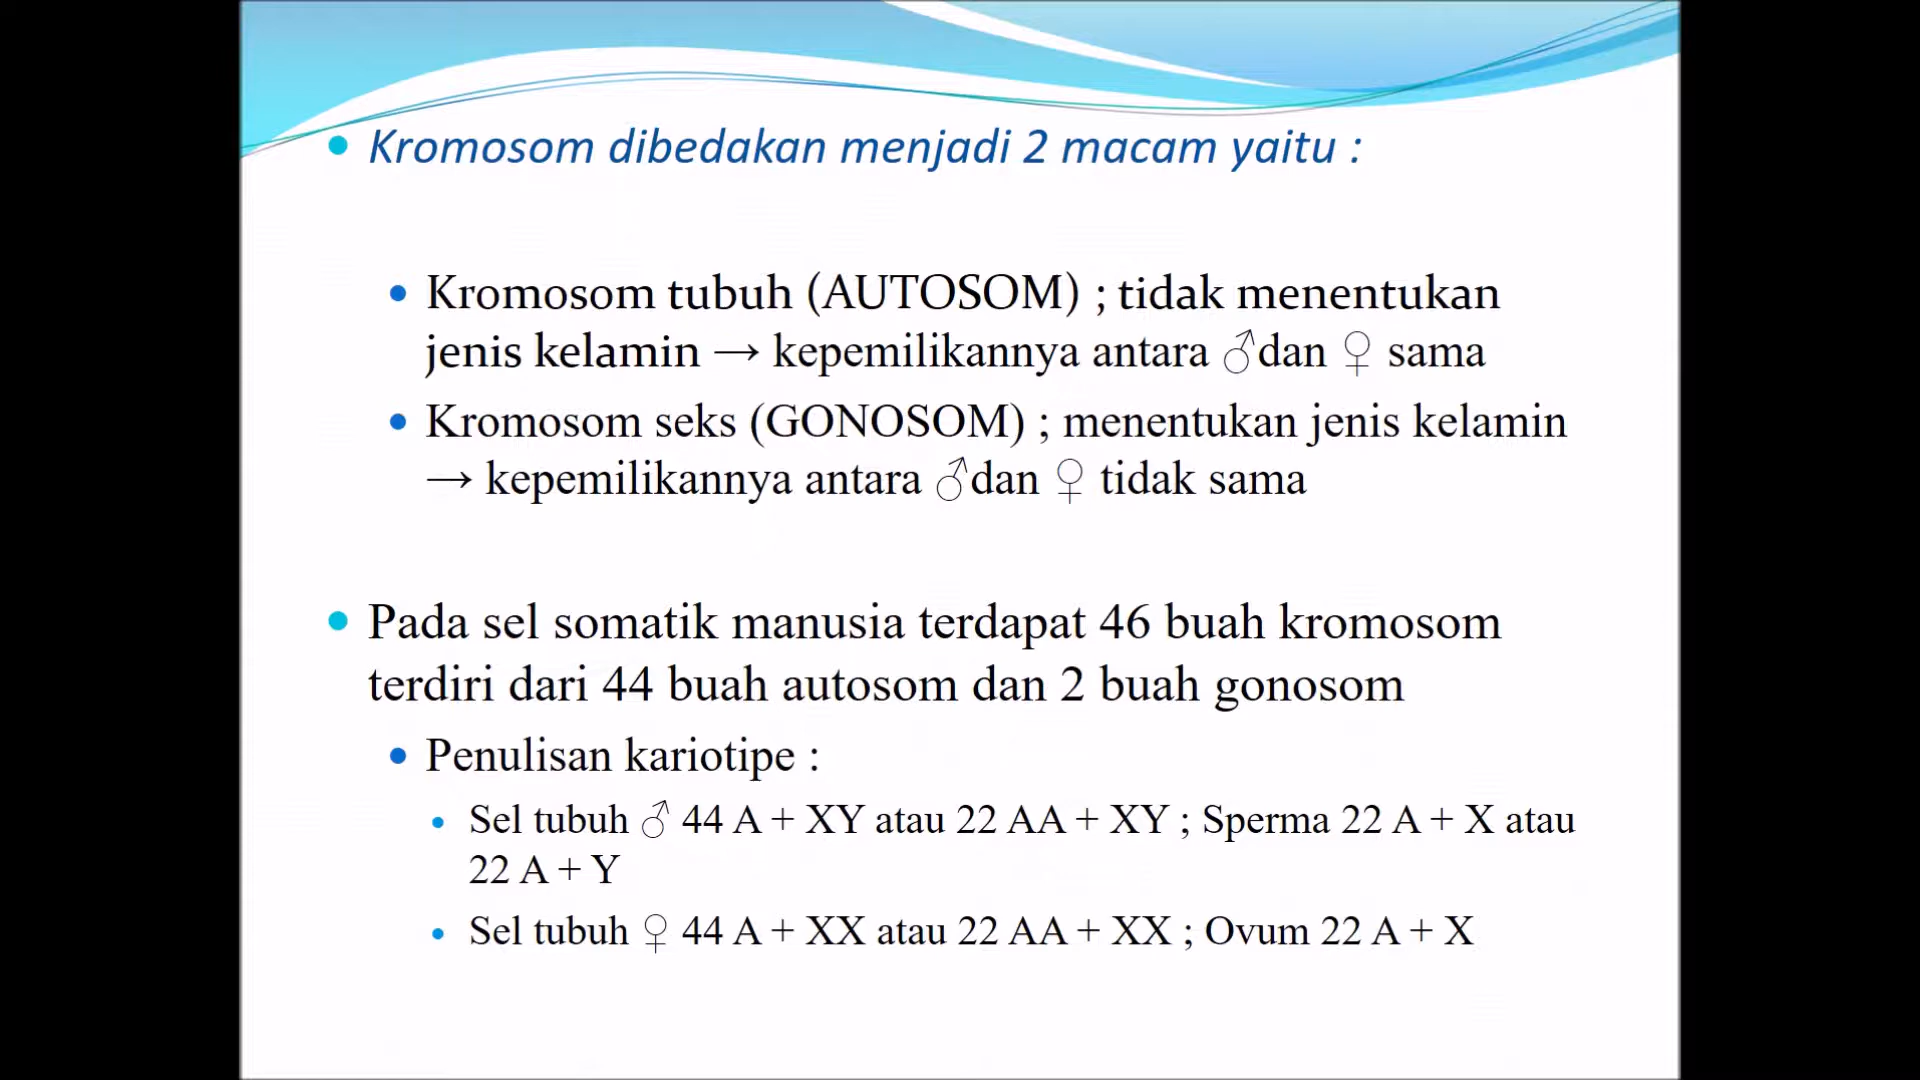 Kromosom dibedakan menjadi 2 macam yaitu :
Kromosom tubuh (AUTOSOM) ; tidak menentukan
jenis kelamin → kepemilikannya antara ♂dan ♀ sama
Kromosom seks (GONOSOM) ; menentukan jenis kelamin
→ kepemilikannya antara ♂dan ♀ tidak sama
Pada sel somatik manusia terdapat 46 buah kromosom
terdiri dari 44 buah autosom dan 2 buah gonosom
Penulisan kariotipe :
Sel tubuh ♂ 44 A + XY atau 22 AA + XY ; Sperma 22 A + X atau
22 A + Y
Sel tubuh ♀ 44 A + XX atau 22 AA + XX ; Ovum 22 A + X